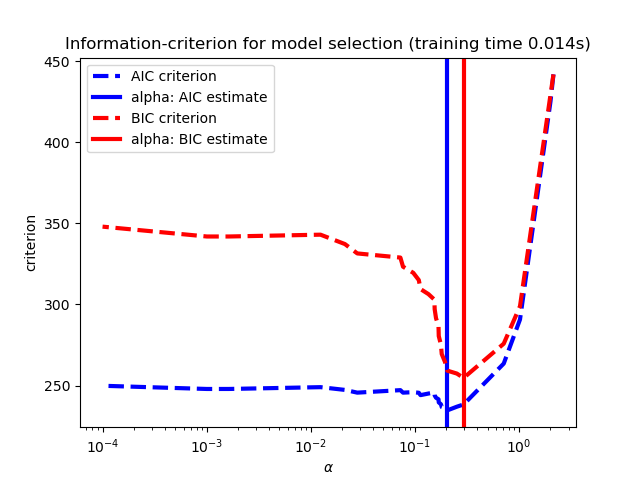 Information-criterion for model selection (training time 0.014s)
AIC criterion
alpha: AIC estimate
BIC criterion
alpha: BIC estimate
criterion
450
400
350
300
250
10⁻⁴ 10⁻³ 10⁻² 10⁻¹ 10⁰
α